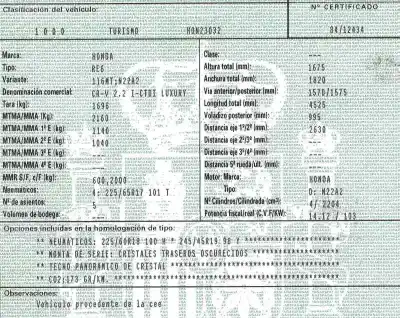 Clasificación del vehículo: Nº CERTIFICADO
1000 TURISMO HON23032 84/12434
Marca: HONDA
Tipo: RE6
Variante: 116MT;N22A2
Denominación comercial: CR-V 2.2 I-CTDI LUXURY
Tara (kg) 1696
MTMA/MMA (Kg) 2160
MTMA/MMA 1º E (kg) 1140
MTMA/MMA 2º E (kg) 1040
MTMA/MMA 3º E (kg) ---
MTMA/MMA 4º E (kg) ---
MMR S/F, c/F (kg) 600,2000
Neumáticos: 4: 225/65R17 101 T
Nº de asientos: 5
Volumen de bodega: ---
Clase: ---
Altura total (mm): 1675
Anchura total (mm): 1820
Vía anterior/posterior (mm): 1570/1575
Longitud total (mm): 4525
Voladizo posterior (mm): 995
Distancia eje 1º/2º (mm): 2630
Distancia eje 2º/3º (mm): ---
Distancia eje 3º/4º (mm): ---
Distancia 5ª rueda/ult. (mm): ---
Motor: Marca: HONDA
Tipo: D: N22A2
Nº Cilindros/Cilindrada (cm³): 4/ 2204
Potencia fiscal/real (C.V.F/KW): 14.12 / 103
Opciones incluidas en la homologación de tipo:
** NEUMATICOS: 225/60R18 100 H * 245/45R19 98 Y
** MONTA DE SERIE: CRISTALES TRASEROS OSCURECIDOS
** TECNO PANORAMICO DE CRISTAL
** CO2:173 GR/KM.
Observaciones:
Vehículo procedente de la cee